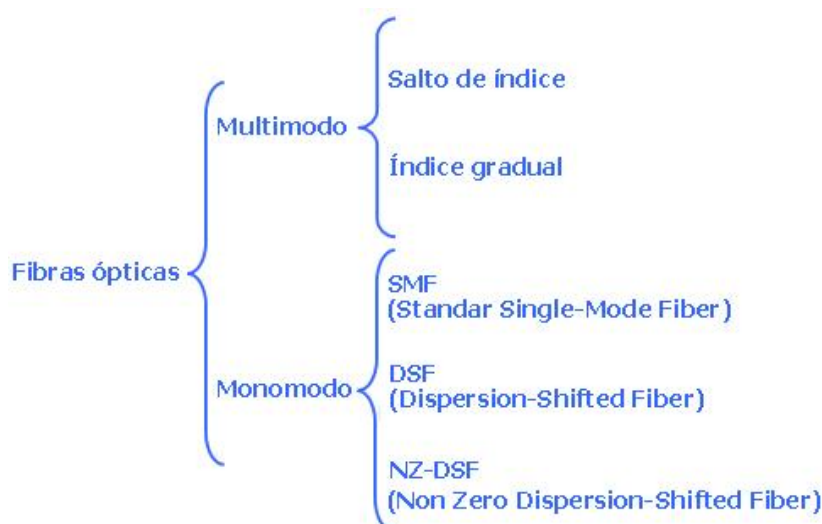 Fibras ópticas
Multimodo
Salto de índice
Índice gradual
Monomodo
SMF
(Standar Single-Mode Fiber)
DSF
(Dispersion-Shifted Fiber)
NZ-DSF
(Non Zero Dispersion-Shifted Fiber)